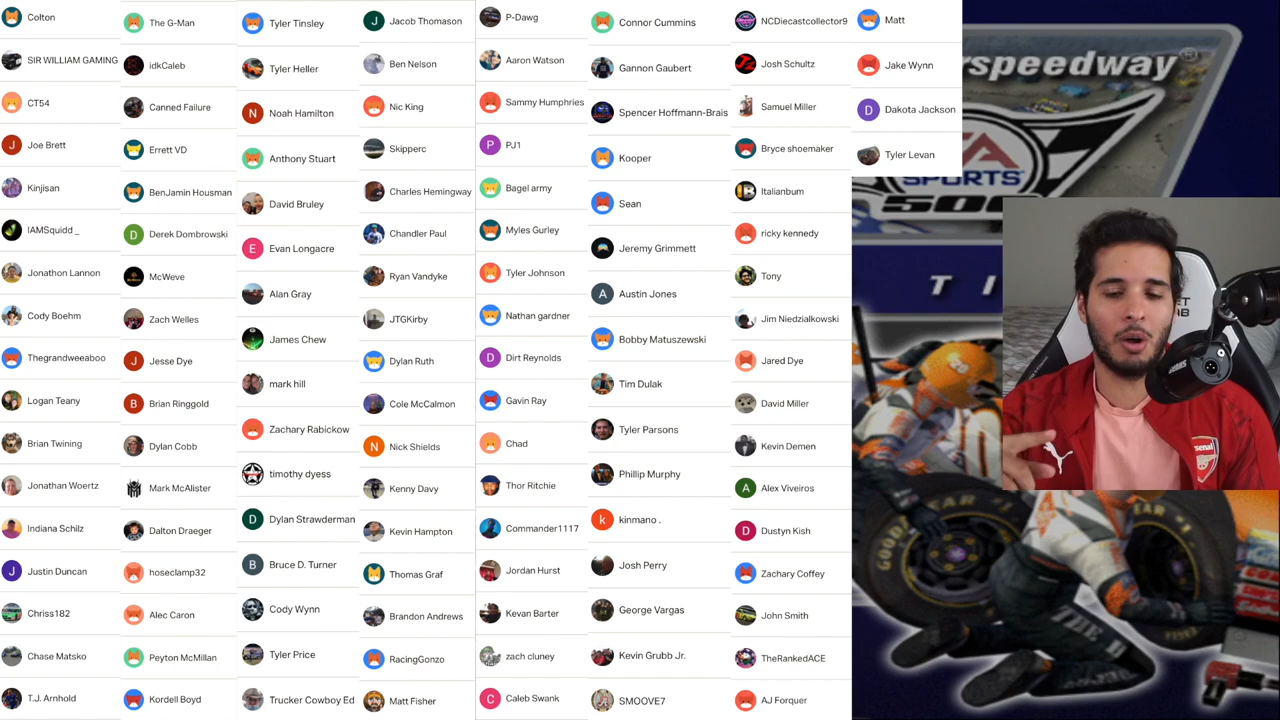 Colton
SIR WILLIAM GAMING
CT54
Joe Brett
Kinjisan
IAMSquidd _
Jonathon Lannon
Cody Boehm
Thegrandweeaboo
Logan Teany
Brian Twining
Jonathan Woertz
Indiana Schilz
Justin Duncan
Chriss182
Chase Matsko
T.J. Arnhold
The G-Man
idkCaleb
Canned Failure
Errett VD
BenJamin Housman
Derek Dombrowski
McWeve
Zach Welles
Jesse Dye
Brian Ringgold
Dylan Cobb
Mark McAlister
Dalton Draeger
hoseclamp32
Alec Caron
Peyton McMillan
Kordell Boyd
Tyler Tinsley
Tyler Heller
Noah Hamilton
Anthony Stuart
David Bruley
Evan Longacre
Alan Gray
James Chew
mark hill
Zachary Rabickow
timothy dyess
Dylan Strawderman
Bruce D. Turner
Cody Wynn
Tyler Price
Trucker Cowboy Ed
Jacob Thomason
Ben Nelson
Nic King
Skipperc
Charles Hemingway
Chandler Paul
Ryan Vandyke
JTGKirby
Dylan Ruth
Cole McCalmon
Nick Shields
Kenny Davy
Kevin Hampton
Thomas Graf
Brandon Andrews
RacingGonzo
Matt Fisher
P-Dawg
Aaron Watson
Sammy Humphries
PJ1
Bagel army
Myles Gurley
Tyler Johnson
Nathan gardner
Dirt Reynolds
Gavin Ray
Chad
Thor Ritchie
Commander1117
Jordan Hurst
Kevan Barter
zach cluney
Caleb Swank
Connor Cummins
Gannon Gaubert
Spencer Hoffmann-Brais
Kooper
Sean
Jeremy Grimmett
Austin Jones
Bobby Matuszewski
Tim Dulak
Tyler Parsons
Phillip Murphy
kinmano .
Josh Perry
George Vargas
Kevin Grubb Jr.
SMOOVE7
NCDiecastcollector9
Josh Schultz
Samuel Miller
Bryce shoemaker
Italianbum
ricky kennedy
Tony
Jim Niedzialkowski
Jared Dye
David Miller
Kevin Demen
Alex Viveiros
Dustyn Kish
Zachary Coffey
John Smith
TheRankedACE
AJ Forquer
Matt
Jake Wynn
Dakota Jackson
Tyler Levan
rspeedway
EA
SPORTS
500
T I
Arsenal